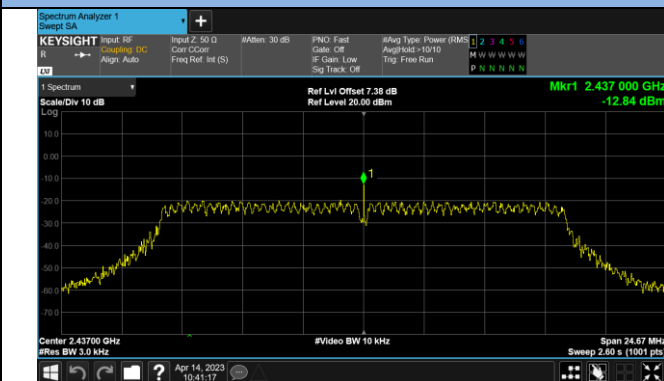 Spectrum Analyzer 1
Swept SA
+
KEYSIGHT
R
LXI
Input: RF
Coupling: DC
Align: Auto
Input Z: 50 Ω
Corr CCorr
Freq Ref: Int (S)
#Atten: 30 dB
PNO: Fast
Gate: Off
IF Gain: Low
Sig Track: Off
#Avg Type: Power (RMS
Avg|Hold:>10/10
Trig: Free Run
1 2 3 4 5 6
M W W W W W
P N N N N N
1 Spectrum
Scale/Div 10 dB
Ref Lvl Offset 7.38 dB
Ref Level 20.00 dBm
Mkr1 2.437 000 GHz
-12.84 dBm
Log
10.0
0.00
-10.0
-20.0
-30.0
-40.0
-50.0
-60.0
-70.0
1
Center 2.43700 GHz
#Res BW 3.0 kHz
#Video BW 10 kHz
Span 24.67 MHz
Sweep 2.60 s (1001 pts)
?
Apr 14, 2023
10:41:17